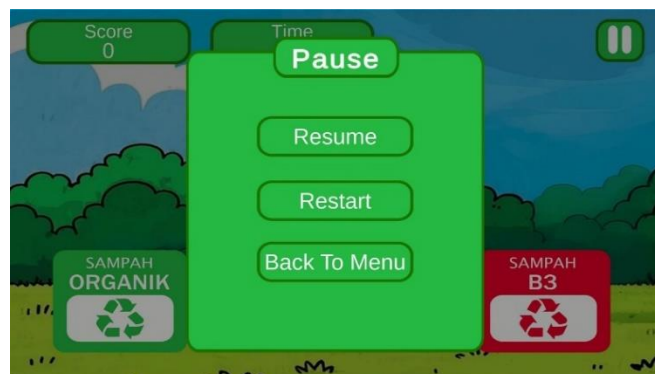 Score
0
Time
Pause
Resume
Restart
Back To Menu
SAMPAH
ORGANIK
SAMPAH
B3